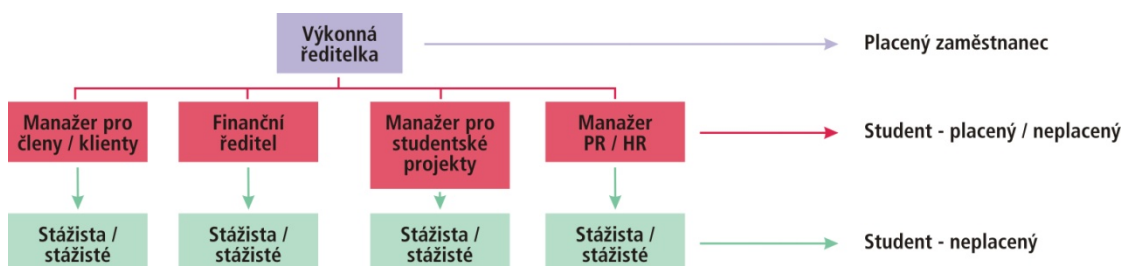 Výkonná
ředitelka
Placený zaměstnanec
Manažer pro
členy / klienty
Finanční
ředitel
Manažer pro
studentské
projekty
Manažer
PR / HR
Student - placený / neplacený
Stážista /
stážisté
Stážista /
stážisté
Stážista /
stážisté
Stážista /
stážisté
Student - neplacený